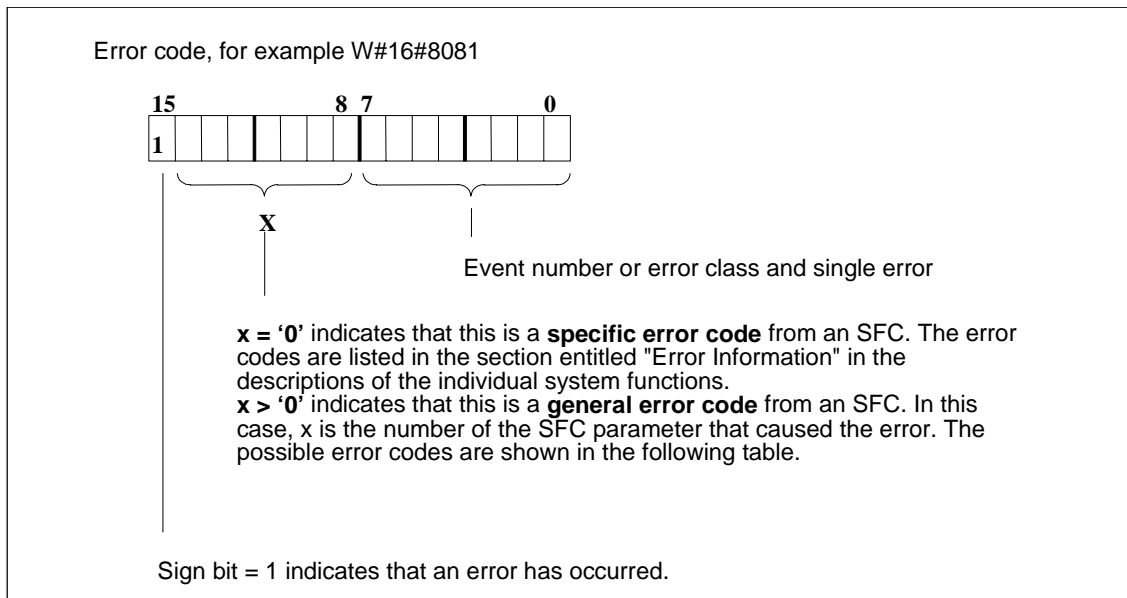 Error code, for example W#16#8081
15 8 7 0
1
X
Event number or error class and single error
x = ‘0’ indicates that this is a specific error code from an SFC. The error
codes are listed in the section entitled "Error Information" in the
descriptions of the individual system functions.
x > ‘0’ indicates that this is a general error code from an SFC. In this
case, x is the number of the SFC parameter that caused the error. The
possible error codes are shown in the following table.
Sign bit = 1 indicates that an error has occurred.